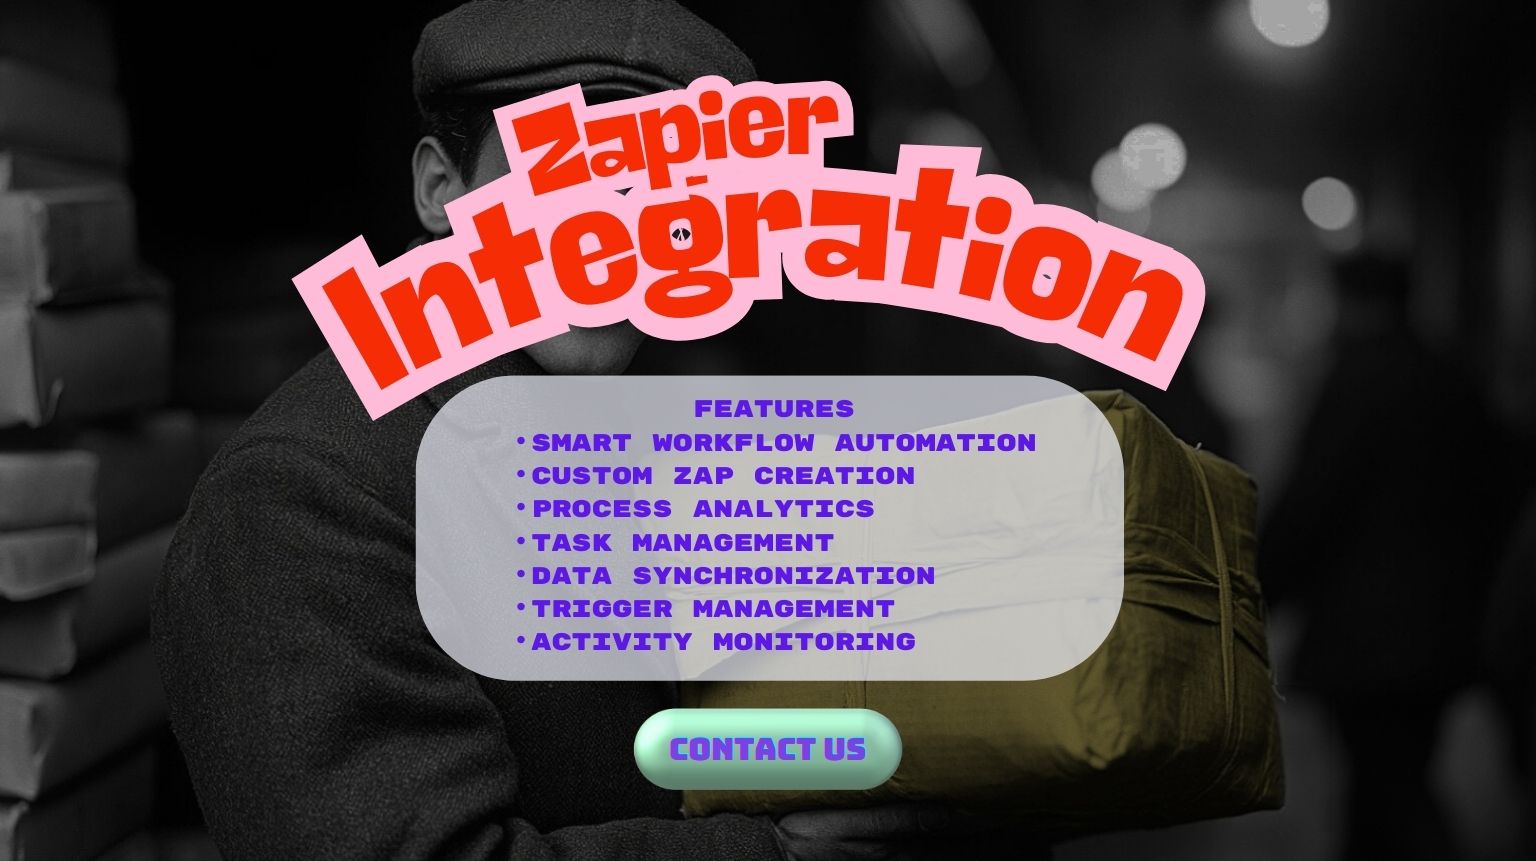 Zapier
Integration
FEATURES
• SMART WORKFLOW AUTOMATION
• CUSTOM ZAP CREATION
• PROCESS ANALYTICS
• TASK MANAGEMENT
• DATA SYNCHRONIZATION
• TRIGGER MANAGEMENT
• ACTIVITY MONITORING
CONTACT US